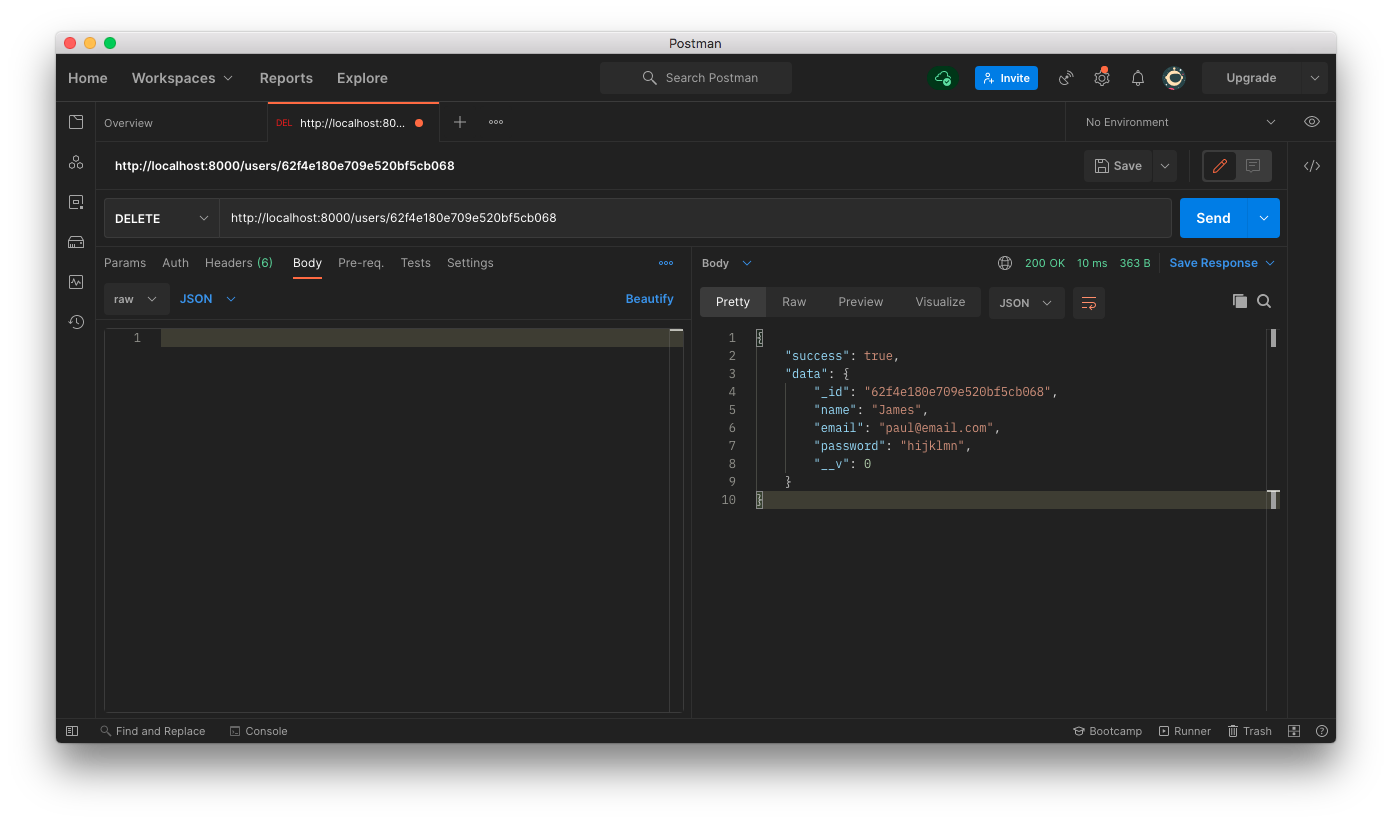 Postman
Home Workspaces Reports Explore Search Postman Invite Upgrade
Overview DEL http://localhost:80... No Environment
http://localhost:8000/users/62f4e180e709e520bf5cb068 Save
DELETE http://localhost:8000/users/62f4e180e709e520bf5cb068 Send
Params Auth Headers (6) Body Pre-req. Tests Settings
raw JSON Beautify
1
Body 200 OK 10 ms 363 B Save Response
Pretty Raw Preview Visualize JSON
1 {
2 "success": true,
3 "data": {
4 "_id": "62f4e180e709e520bf5cb068",
5 "name": "James",
6 "email": "paul@email.com",
7 "password": "hijklmn",
8 "__v": 0
9 }
10 }
Find and Replace Console Bootcamp Runner Trash